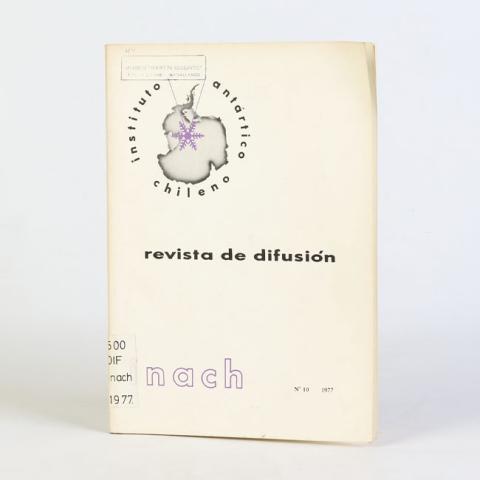 instituto antártico
chileno
revista de difusión
500
DIF
nach
1977
nach
Nº 10 1977